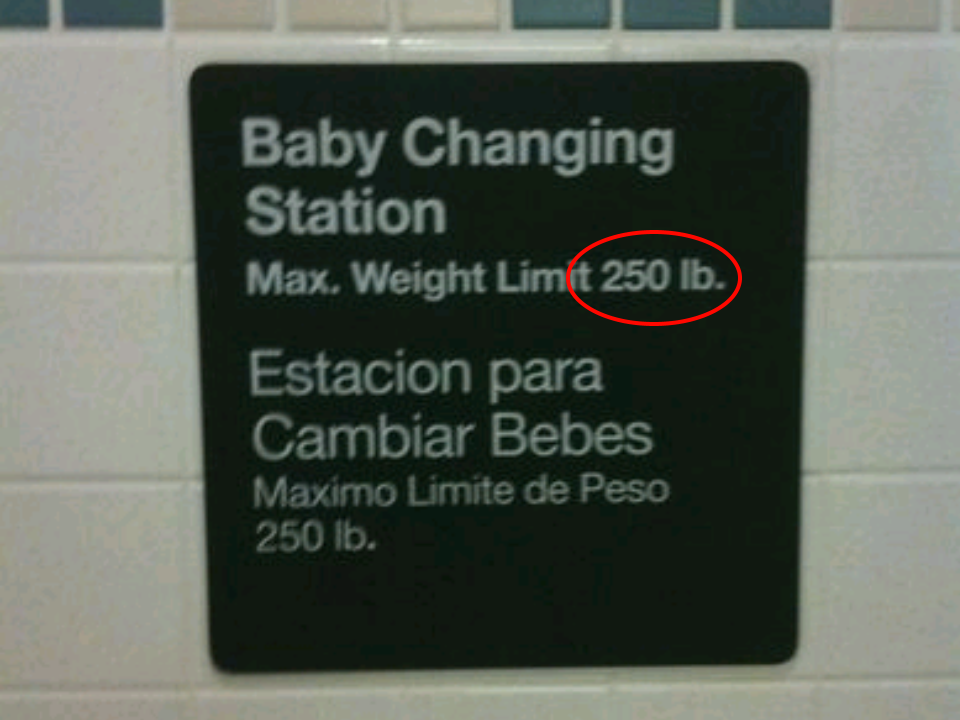 Baby Changing
Station
Max. Weight Limit 250 lb.
Estacion para
Cambiar Bebes
Maximo Limite de Peso
250 lb.